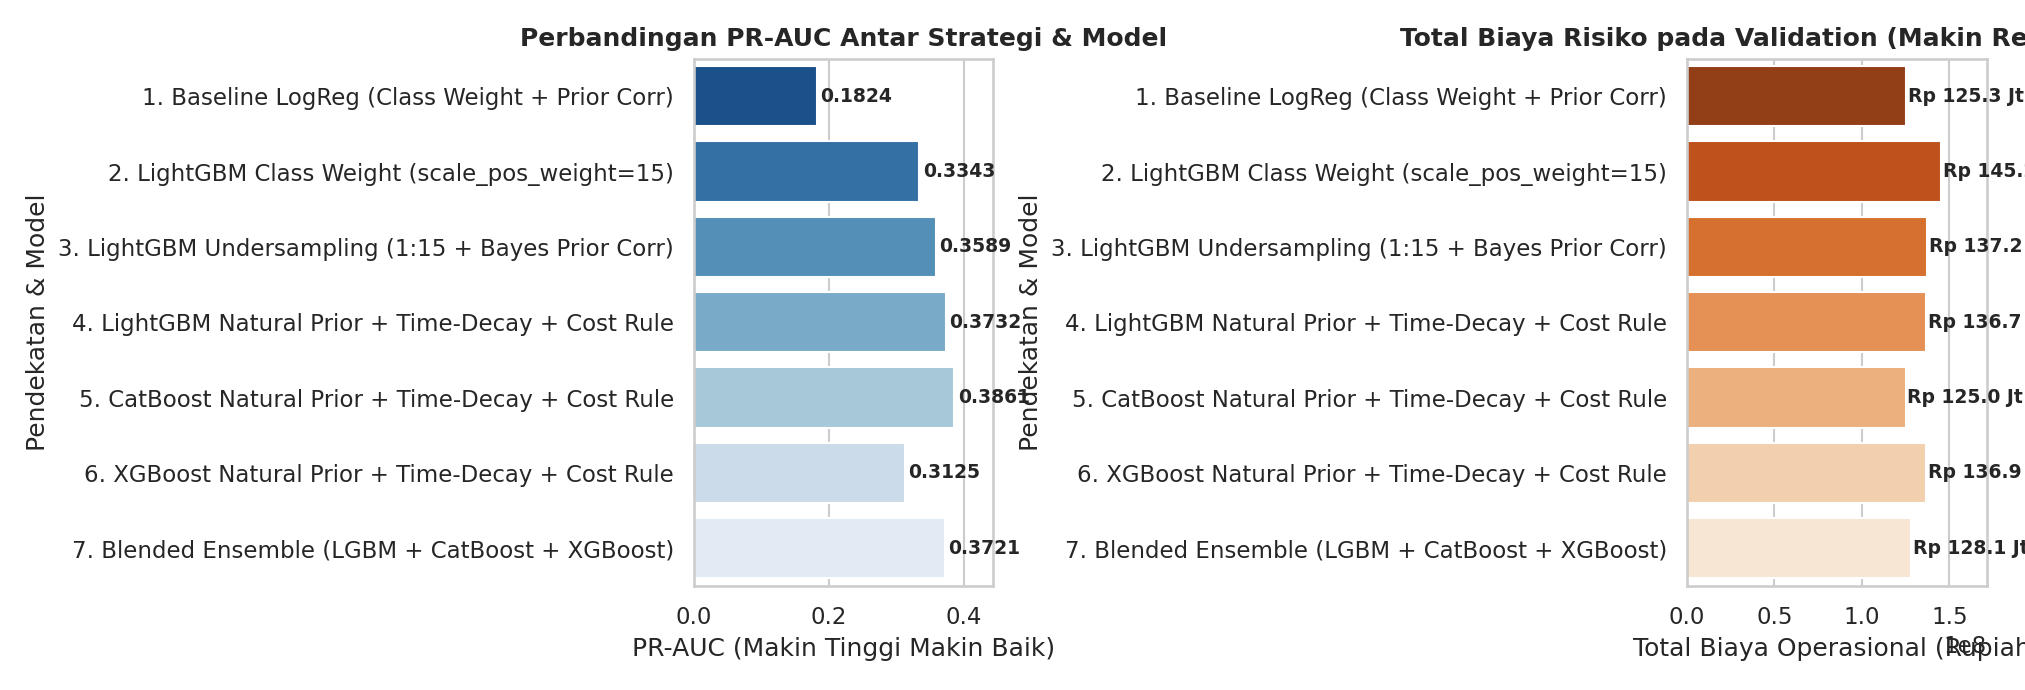 Perbandingan PR-AUC Antar Strategi & Model
Pendekatan & Model
1. Baseline LogReg (Class Weight + Prior Corr)
0.1824
2. LightGBM Class Weight (scale_pos_weight=15)
0.3343
3. LightGBM Undersampling (1:15 + Bayes Prior Corr)
0.3589
4. LightGBM Natural Prior + Time-Decay + Cost Rule
0.3732
5. CatBoost Natural Prior + Time-Decay + Cost Rule
0.3861
6. XGBoost Natural Prior + Time-Decay + Cost Rule
0.3125
7. Blended Ensemble (LGBM + CatBoost + XGBoost)
0.3721
0.0 0.2 0.4
PR-AUC (Makin Tinggi Makin Baik)
Total Biaya Risiko pada Validation (Makin Re
Pendekatan & Model
1. Baseline LogReg (Class Weight + Prior Corr)
Rp 125.3 Jt
2. LightGBM Class Weight (scale_pos_weight=15)
Rp 145.
3. LightGBM Undersampling (1:15 + Bayes Prior Corr)
Rp 137.2
4. LightGBM Natural Prior + Time-Decay + Cost Rule
Rp 136.7
5. CatBoost Natural Prior + Time-Decay + Cost Rule
Rp 125.0 Jt
6. XGBoost Natural Prior + Time-Decay + Cost Rule
Rp 136.9
7. Blended Ensemble (LGBM + CatBoost + XGBoost)
Rp 128.1 Jt
0.0 0.5 1.0 1.5
1e8
Total Biaya Operasional (Rupiah